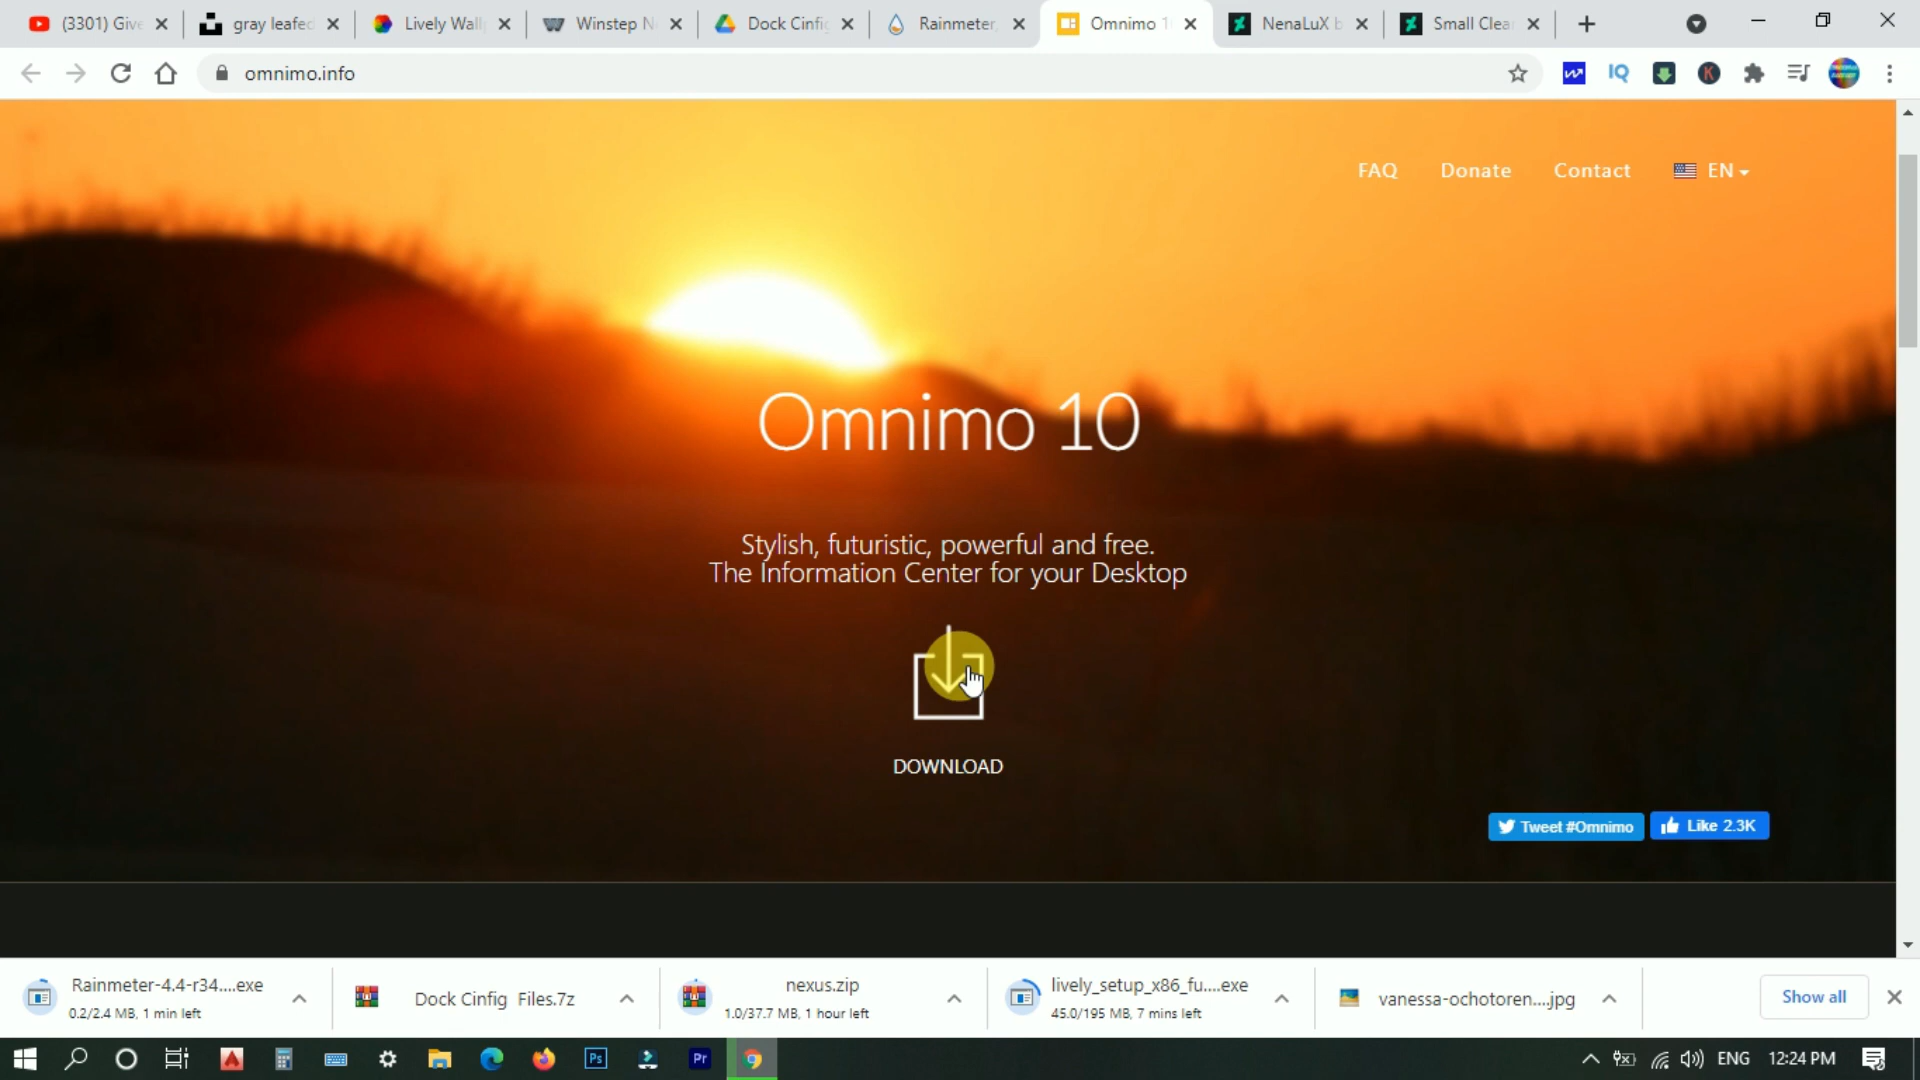 (3301) Give
gray leafed
Lively Wall
Winstep N
Dock Cinfig
Rainmeter,
Omnimo 1
NenaLuX b
Small Clea
omnimo.info
IQ
K
FAQ
Donate
Contact
EN
Omnimo 10
Stylish, futuristic, powerful and free.
The Information Center for your Desktop
DOWNLOAD
Tweet #Omnimo
Like 2.3K
Rainmeter-4.4-r34....exe
0.2/2.4 MB, 1 min left
Dock Cinfig Files.7z
nexus.zip
1.0/37.7 MB, 1 hour left
lively_setup_x86_fu....exe
45.0/195 MB, 7 mins left
vanessa-ochotoren....jpg
Show all
Ps
Pr
ENG
12:24 PM